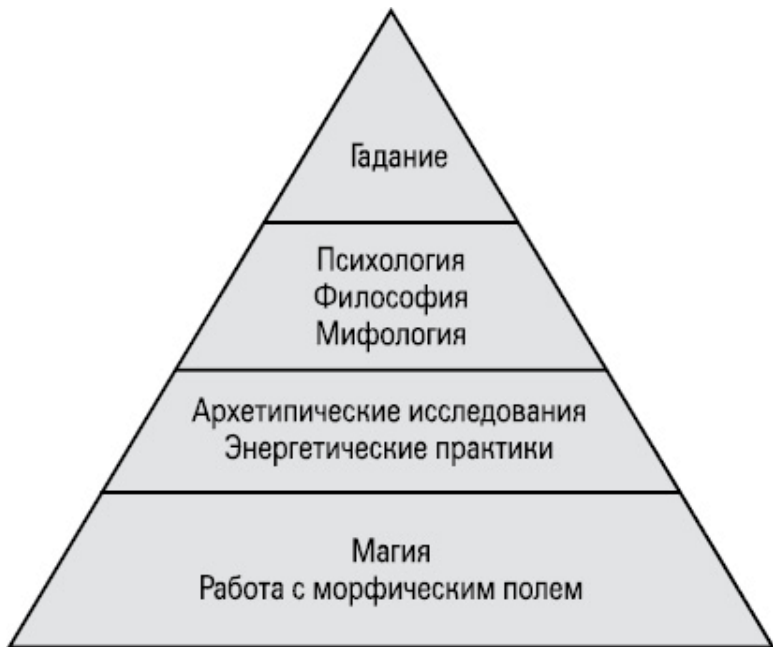 Гадание
Психология
Философия
Мифология
Архетипические исследования
Энергетические практики
Магия
Работа с морфическим полем